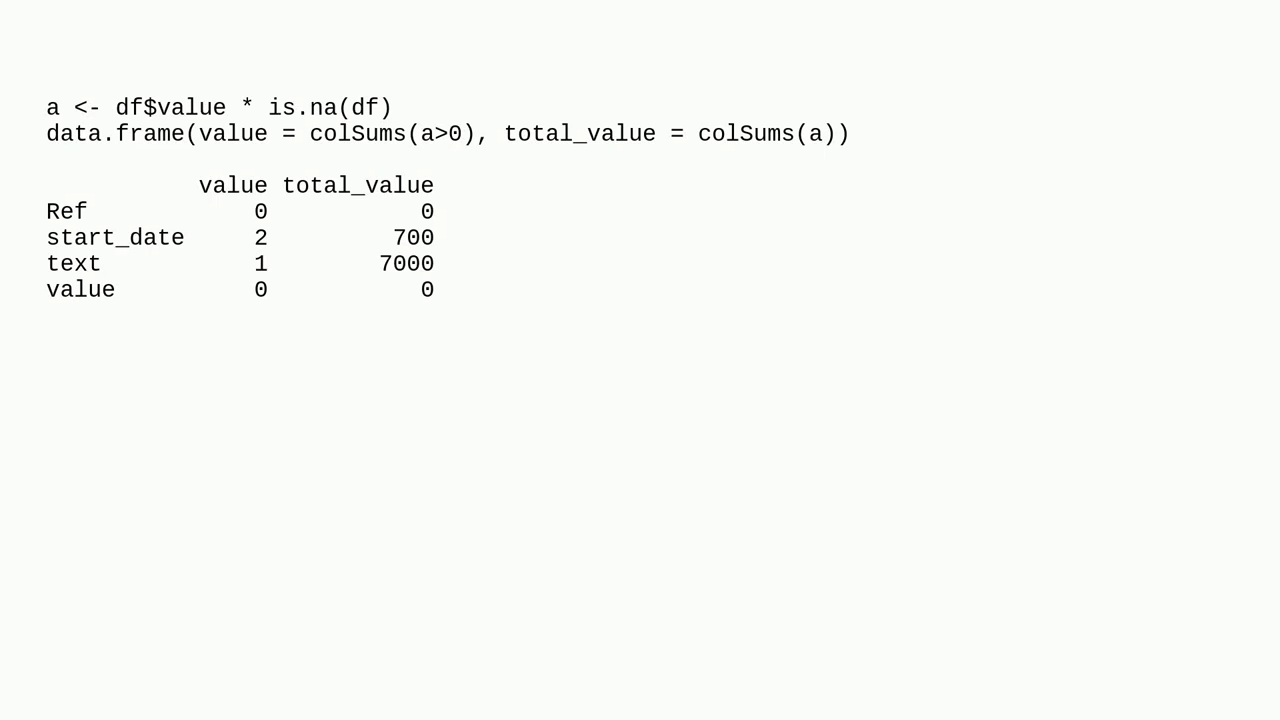 a <- df$value * is.na(df)
data.frame(value = colSums(a>0), total_value = colSums(a))
           value total_value
Ref            0           0
start_date     2         700
text           1        7000
value          0           0